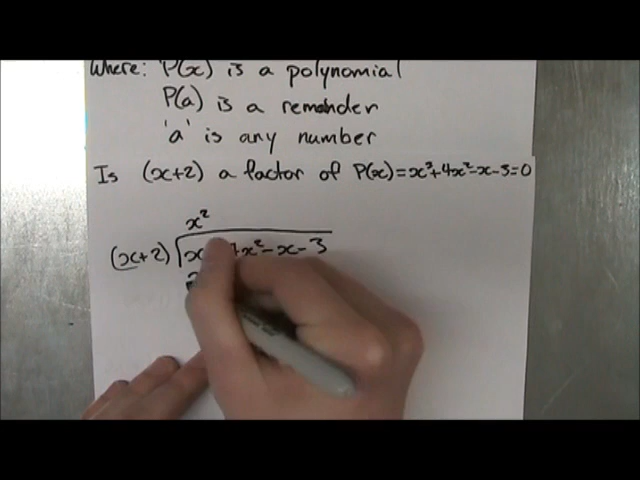 Where: P(x) is a polynomial
P(a) is a remainder
'a' is any number
Is (x+2) a factor of P(x)=x³+4x²-x-3=0
x²
(x+2) x x²-x-3